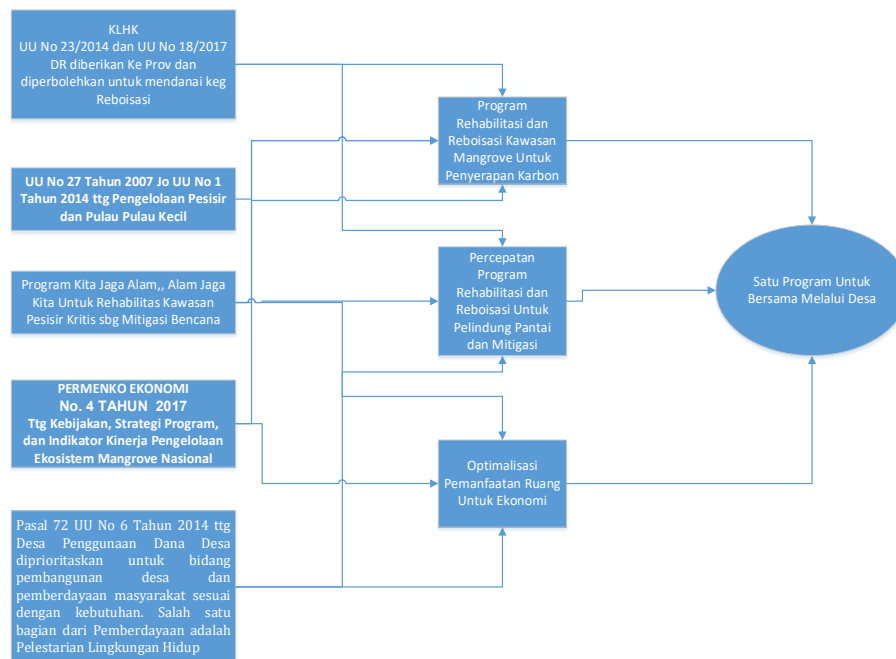 KLHK
UU No 23/2014 dan UU No 18/2017
DR diberikan Ke Prov dan
diperbolehkan untuk mendanai keg
Reboisasi
UU No 27 Tahun 2007 Jo UU No 1
Tahun 2014 ttg Pengelolaan Pesisir
dan Pulau Pulau Kecil
Program Kita Jaga Alam,, Alam Jaga
Kita Untuk Rehabilitas Kawasan
Pesisir Kritis sbg Mitigasi Bencana
PERMENKO EKONOMI
No. 4 TAHUN 2017
Ttg Kebijakan, Strategi Program,
dan Indikator Kinerja Pengelolaan
Ekosistem Mangrove Nasional
Pasal 72 UU No 6 Tahun 2014 ttg
Desa Penggunaan Dana Desa
diprioritaskan untuk bidang
pembangunan desa dan
pemberdayaan masyarakat sesuai
dengan kebutuhan. Salah satu
bagian dari Pemberdayaan adalah
Pelestarian Lingkungan Hidup
Program
Rehabilitasi dan
Reboisasi Kawasan
Mangrove Untuk
Penyerapan Karbon
Percepatan
Program
Rehabilitasi dan
Reboisasi Untuk
Pelindung Pantai
dan Mitigasi
Optimalisasi
Pemanfaatan Ruang
Untuk Ekonomi
Satu Program Untuk
Bersama Melalui Desa